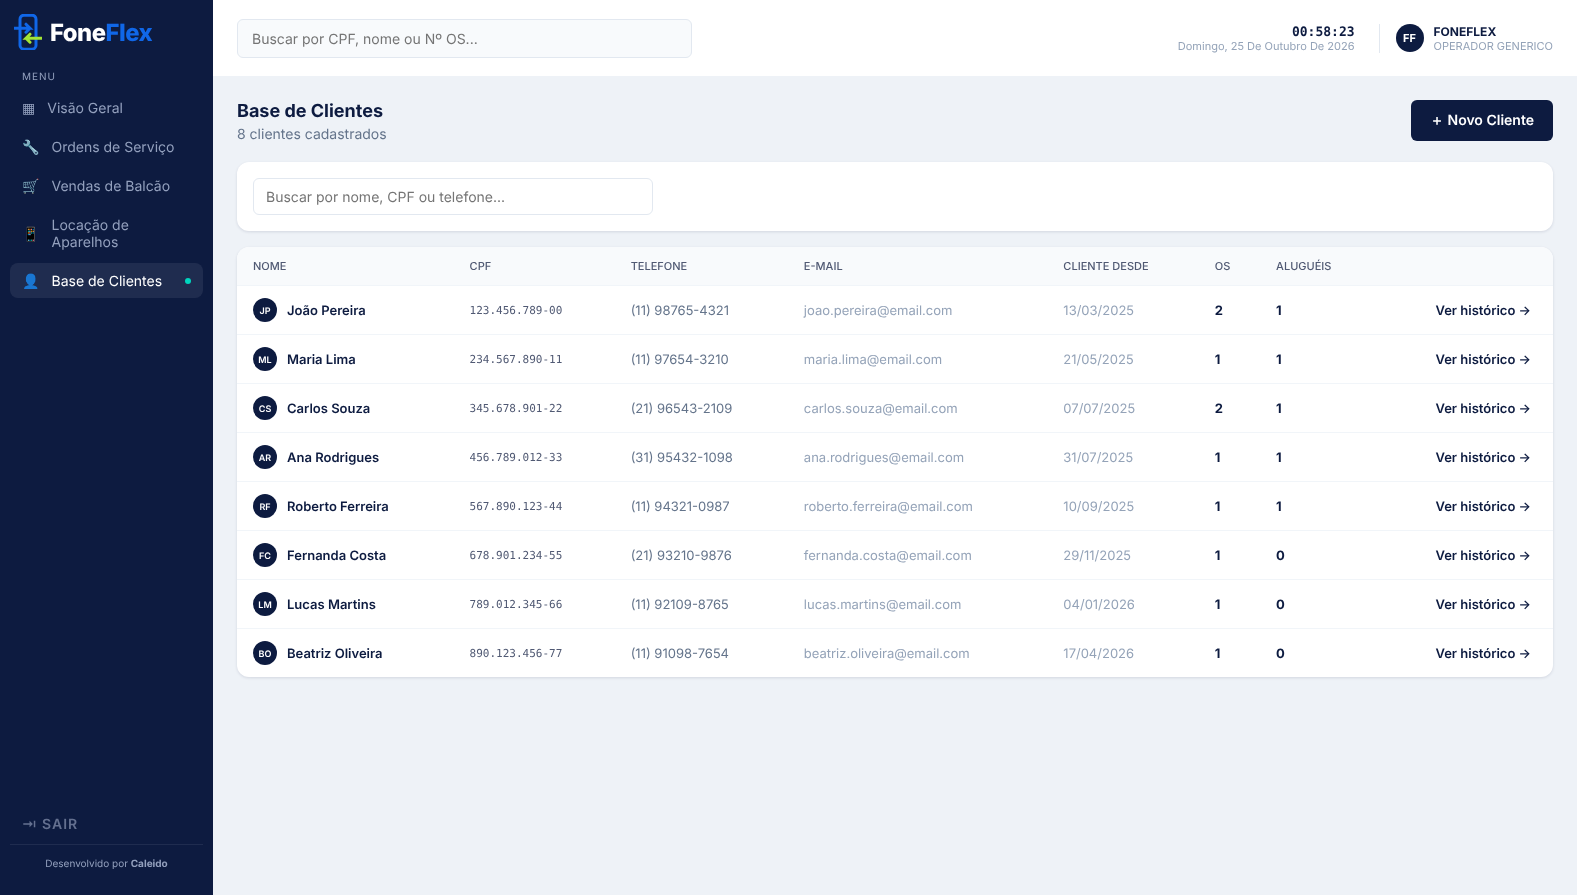 FoneFlex
MENU
Visão Geral
Ordens de Serviço
Vendas de Balcão
Locação de
Aparelhos
Base de Clientes
SAIR
Desenvolvido por Caleido
Buscar por CPF, nome ou Nº OS...
00:58:23
Domingo, 25 De Outubro De 2026
FF
FONEFLEX
OPERADOR GENERICO
Base de Clientes
8 clientes cadastrados
+ Novo Cliente
Buscar por nome, CPF ou telefone...
NOME CPF TELEFONE E-MAIL CLIENTE DESDE OS ALUGUÉIS
JP João Pereira 123.456.789-00 (11) 98765-4321 joao.pereira@email.com 13/03/2025 2 1 Ver histórico →
ML Maria Lima 234.567.890-11 (11) 97654-3210 maria.lima@email.com 21/05/2025 1 1 Ver histórico →
CS Carlos Souza 345.678.901-22 (21) 96543-2109 carlos.souza@email.com 07/07/2025 2 1 Ver histórico →
AR Ana Rodrigues 456.789.012-33 (31) 95432-1098 ana.rodrigues@email.com 31/07/2025 1 1 Ver histórico →
RF Roberto Ferreira 567.890.123-44 (11) 94321-0987 roberto.ferreira@email.com 10/09/2025 1 1 Ver histórico →
FC Fernanda Costa 678.901.234-55 (21) 93210-9876 fernanda.costa@email.com 29/11/2025 1 0 Ver histórico →
LM Lucas Martins 789.012.345-66 (11) 92109-8765 lucas.martins@email.com 04/01/2026 1 0 Ver histórico →
BO Beatriz Oliveira 890.123.456-77 (11) 91098-7654 beatriz.oliveira@email.com 17/04/2026 1 0 Ver histórico →